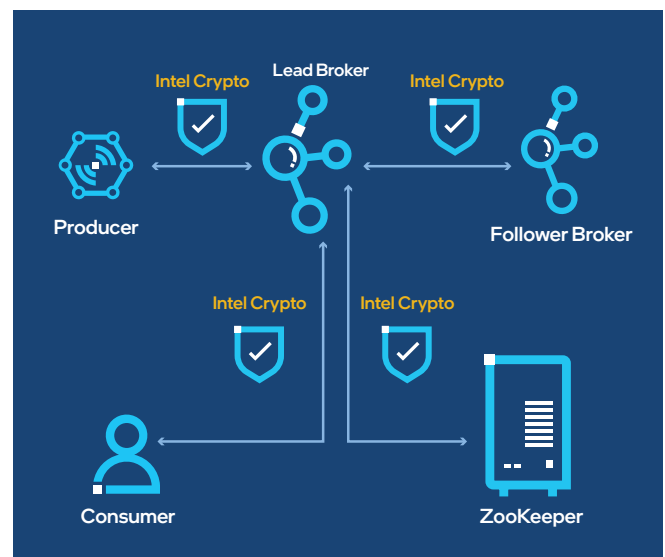 Lead Broker
Intel Crypto
Intel Crypto
Producer
Follower Broker
Intel Crypto
Intel Crypto
Consumer
ZooKeeper